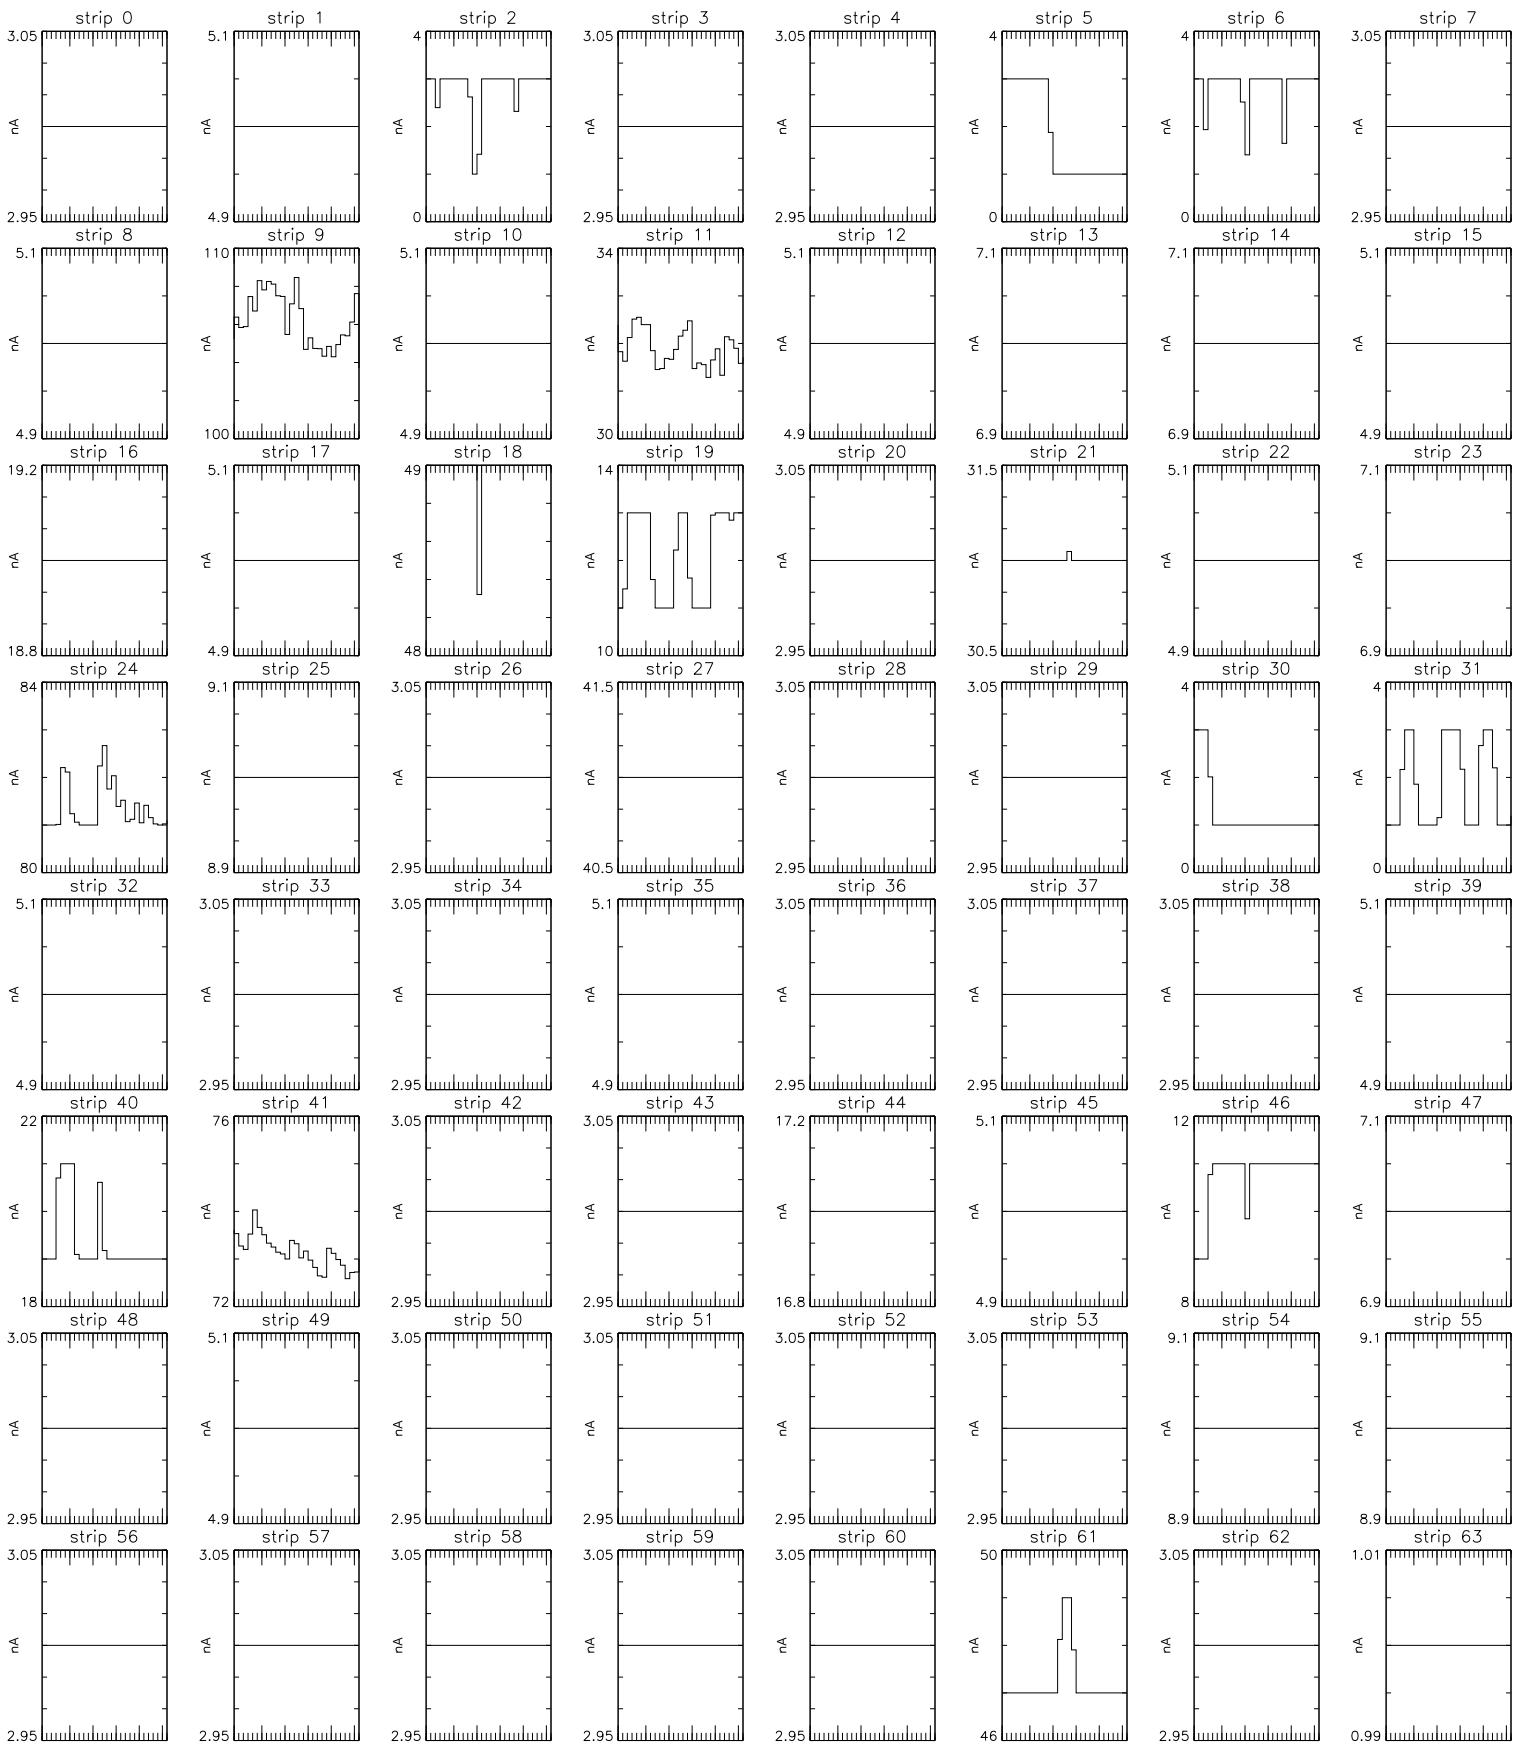 strip 0 strip 1 strip 2 strip 3 strip 4 strip 5 strip 6 strip 7
3.05 5.1 4 3.05 3.05 4 4 3.05
nA nA nA nA nA nA nA nA
2.95 4.9 0 2.95 2.95 0 0 2.95
strip 8 strip 9 strip 10 strip 11 strip 12 strip 13 strip 14 strip 15
5.1 110 5.1 34 5.1 7.1 7.1 5.1
nA nA nA nA nA nA nA nA
4.9 100 4.9 30 4.9 6.9 6.9 4.9
strip 16 strip 17 strip 18 strip 19 strip 20 strip 21 strip 22 strip 23
19.2 5.1 49 14 3.05 31.5 5.1 7.1
nA nA nA nA nA nA nA nA
18.8 4.9 48 10 2.95 30.5 4.9 6.9
strip 24 strip 25 strip 26 strip 27 strip 28 strip 29 strip 30 strip 31
84 9.1 3.05 41.5 3.05 3.05 4 4
nA nA nA nA nA nA nA nA
80 8.9 2.95 40.5 2.95 2.95 0 0
strip 32 strip 33 strip 34 strip 35 strip 36 strip 37 strip 38 strip 39
5.1 3.05 3.05 5.1 3.05 3.05 3.05 5.1
nA nA nA nA nA nA nA nA
4.9 2.95 2.95 4.9 2.95 2.95 2.95 4.9
strip 40 strip 41 strip 42 strip 43 strip 44 strip 45 strip 46 strip 47
22 76 3.05 3.05 17.2 5.1 12 7.1
nA nA nA nA nA nA nA nA
18 72 2.95 2.95 16.8 4.9 8 6.9
strip 48 strip 49 strip 50 strip 51 strip 52 strip 53 strip 54 strip 55
3.05 5.1 3.05 3.05 3.05 3.05 9.1 9.1
nA nA nA nA nA nA nA nA
2.95 4.9 2.95 2.95 2.95 2.95 8.9 8.9
strip 56 strip 57 strip 58 strip 59 strip 60 strip 61 strip 62 strip 63
3.05 3.05 3.05 3.05 3.05 50 3.05 1.01
nA nA nA nA nA nA nA nA
2.95 2.95 2.95 2.95 2.95 46 2.95 0.99